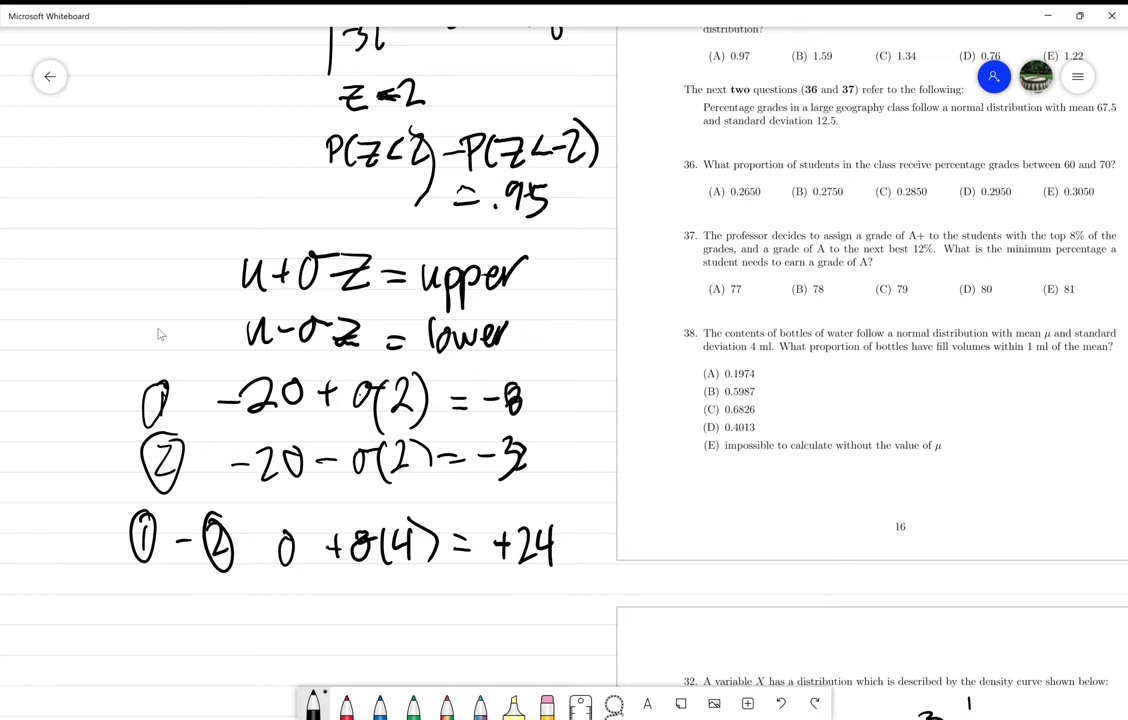 Microsoft Whiteboard
z < 2
P(Z<2) - P(Z<-2)
= .95
u + σ Z = upper
u - σ z = lower
① -20 + σ(2) = -8
② -20 - σ(2) = -32
① - ② 0 + σ(4) = +24
distribution?
(A) 0.97 (B) 1.59 (C) 1.34 (D) 0.76 (E) 1.22
The next two questions (36 and 37) refer to the following:
Percentage grades in a large geography class follow a normal distribution with mean 67.5
and standard deviation 12.5.
36. What proportion of students in the class receive percentage grades between 60 and 70?
(A) 0.2650 (B) 0.2750 (C) 0.2850 (D) 0.2950 (E) 0.3050
37. The professor decides to assign a grade of A+ to the students with the top 8% of the
grades, and a grade of A to the next best 12%. What is the minimum percentage a
student needs to earn a grade of A?
(A) 77 (B) 78 (C) 79 (D) 80 (E) 81
38. The contents of bottles of water follow a normal distribution with mean μ and standard
deviation 4 ml. What proportion of bottles have fill volumes within 1 ml of the mean?
(A) 0.1974
(B) 0.5987
(C) 0.6826
(D) 0.4013
(E) impossible to calculate without the value of μ
16
32. A variable X has a distribution which is described by the density curve shown below:
A